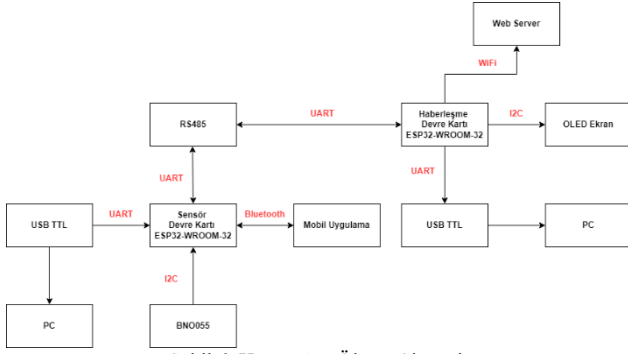 Web Server
WiFi
RS485
UART
Haberleşme
Devre Kartı
ESP32-WROOM-32
I2C
OLED Ekran
UART
UART
USB TTL
UART
Sensör
Devre Kartı
ESP32-WROOM-32
Bluetooth
Mobil Uygulama
USB TTL
PC
I2C
PC
BNO055